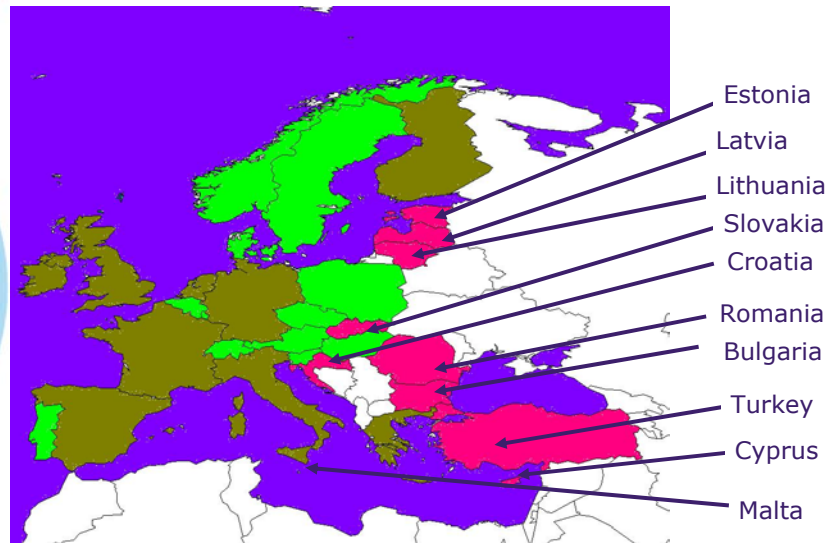 Estonia
Latvia
Lithuania
Slovakia
Croatia
Romania
Bulgaria
Turkey
Cyprus
Malta